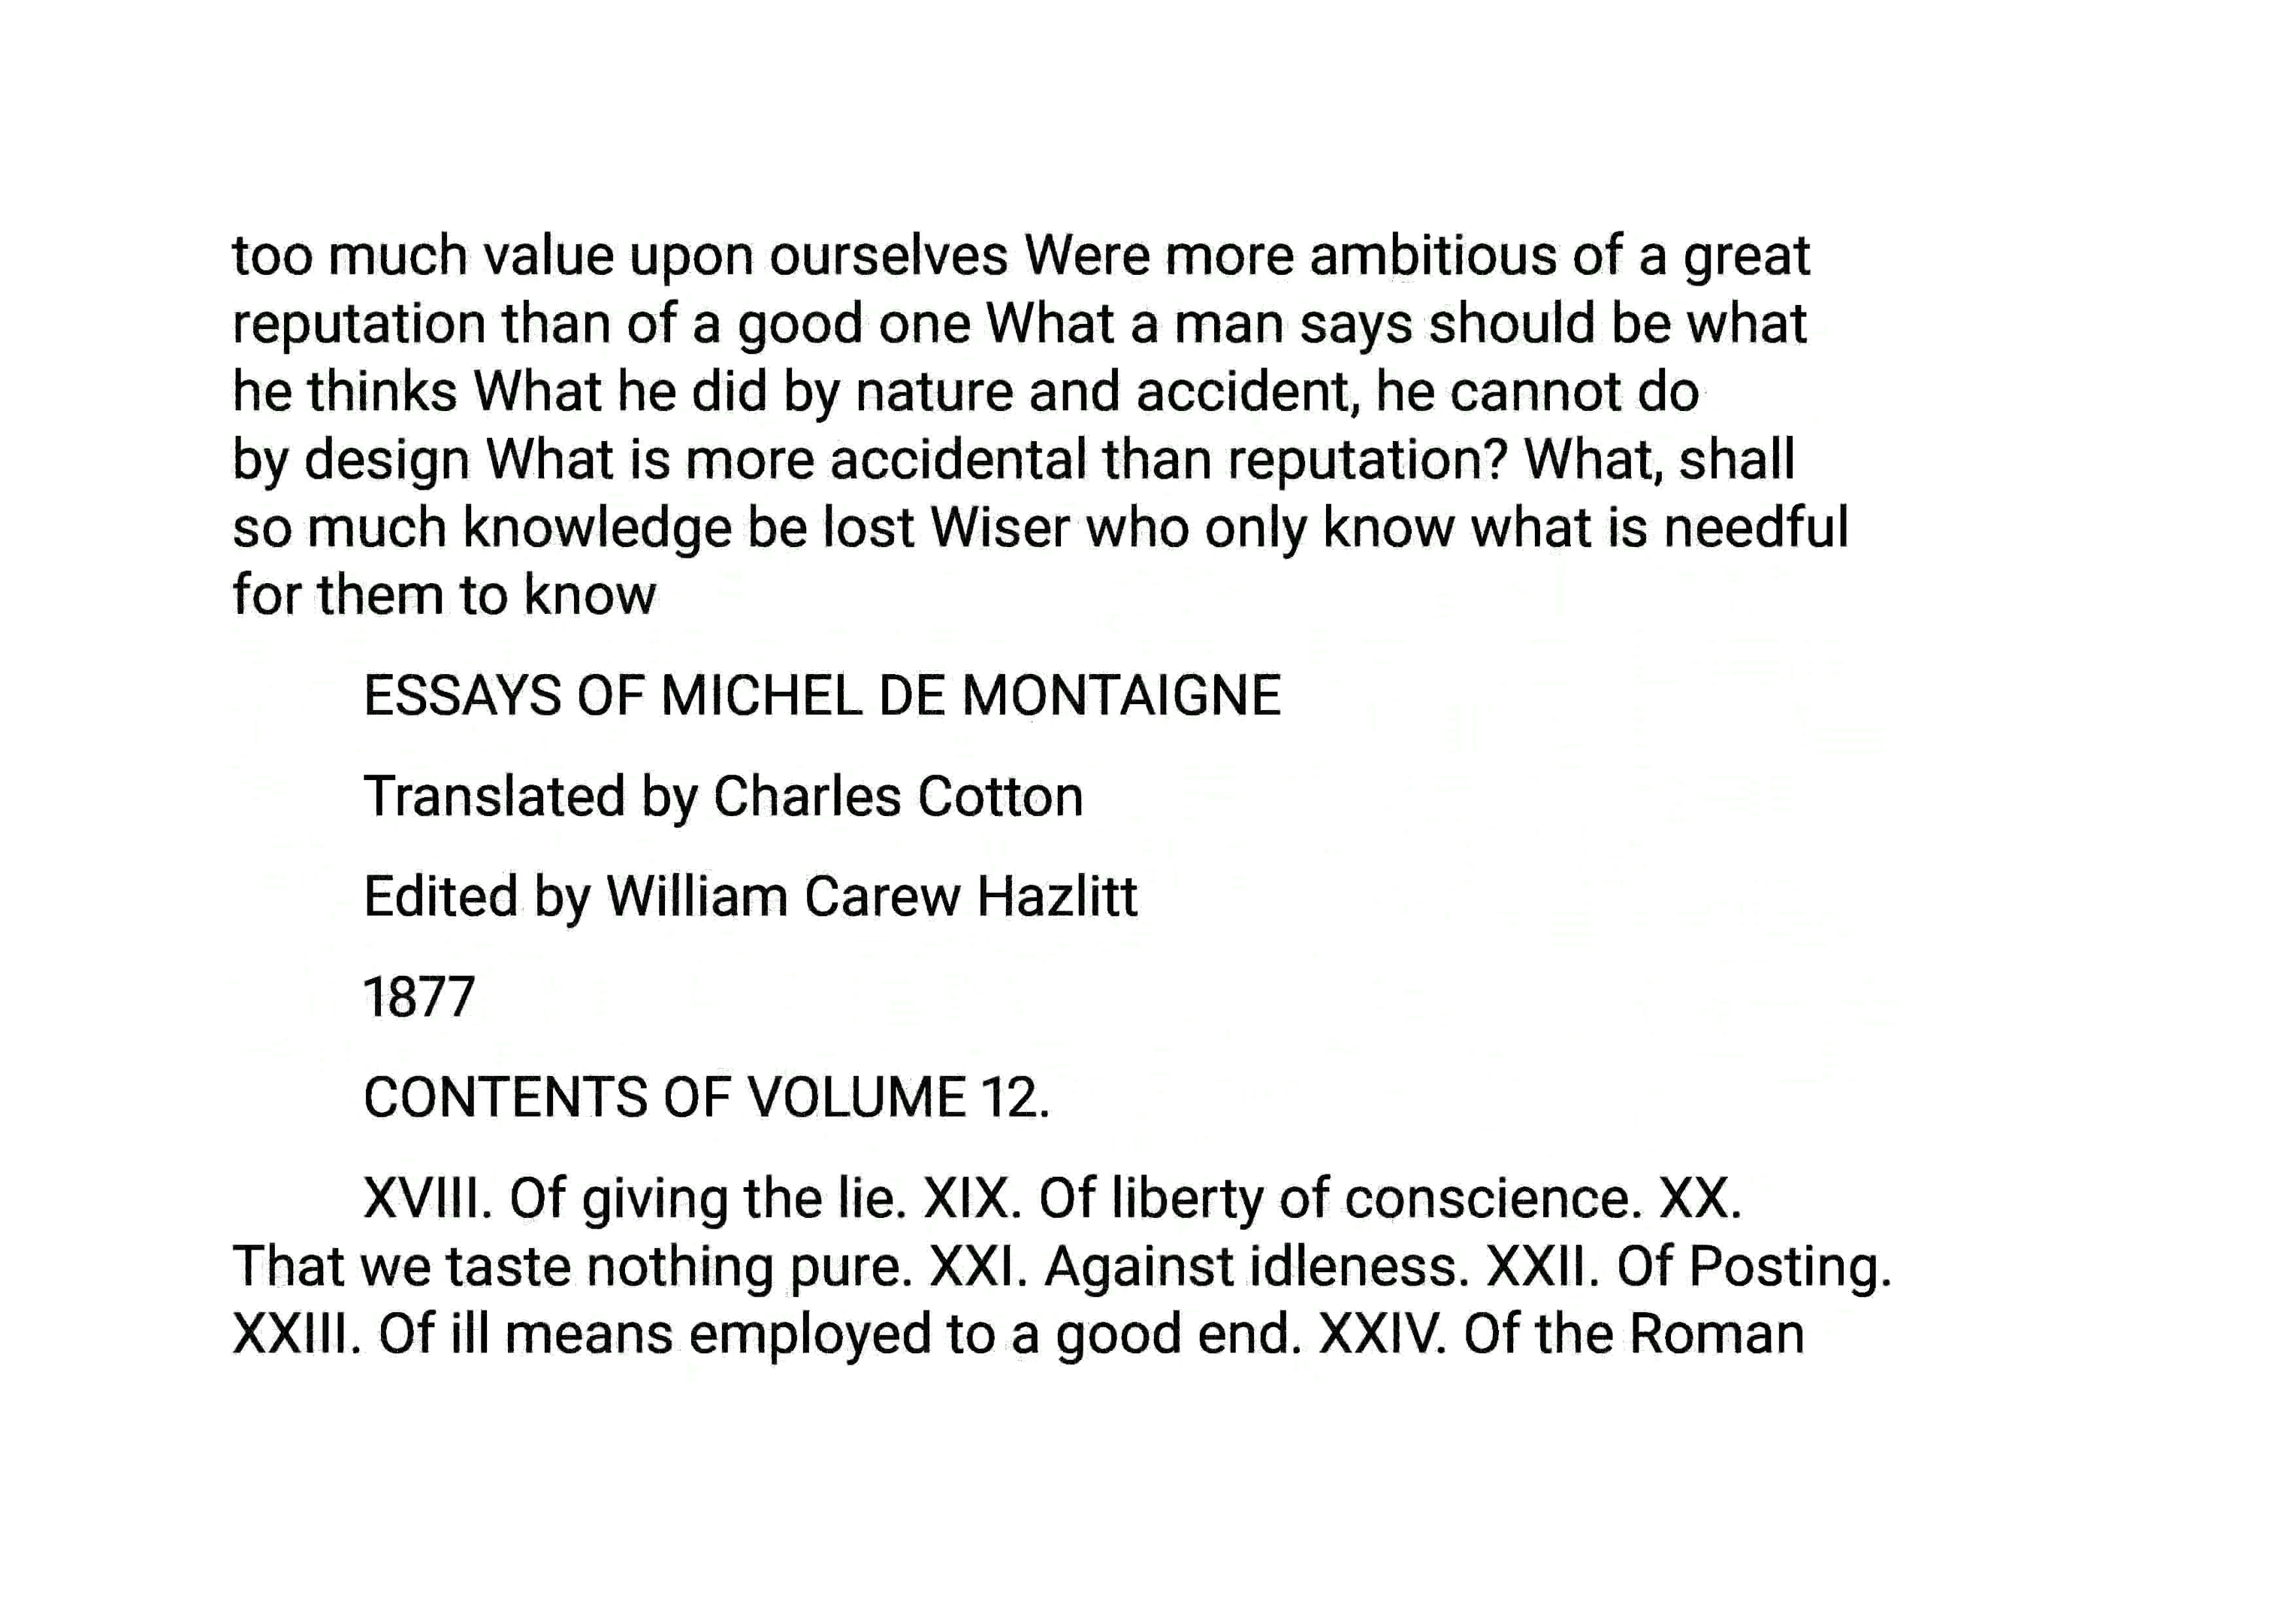 too much value upon ourselves Were more ambitious of a great
reputation than of a good one What a man says should be what
he thinks What he did by nature and accident, he cannot do
by design What is more accidental than reputation? What, shall
so much knowledge be lost Wiser who only know what is needful
for them to know
ESSAYS OF MICHEL DE MONTAIGNE
Translated by Charles Cotton
Edited by William Carew Hazlitt
1877
CONTENTS OF VOLUME 12.
XVIII. Of giving the lie. XIX. Of liberty of conscience. XX.
That we taste nothing pure. XXI. Against idleness. XXII. Of Posting.
XXIII. Of ill means employed to a good end. XXIV. Of the Roman